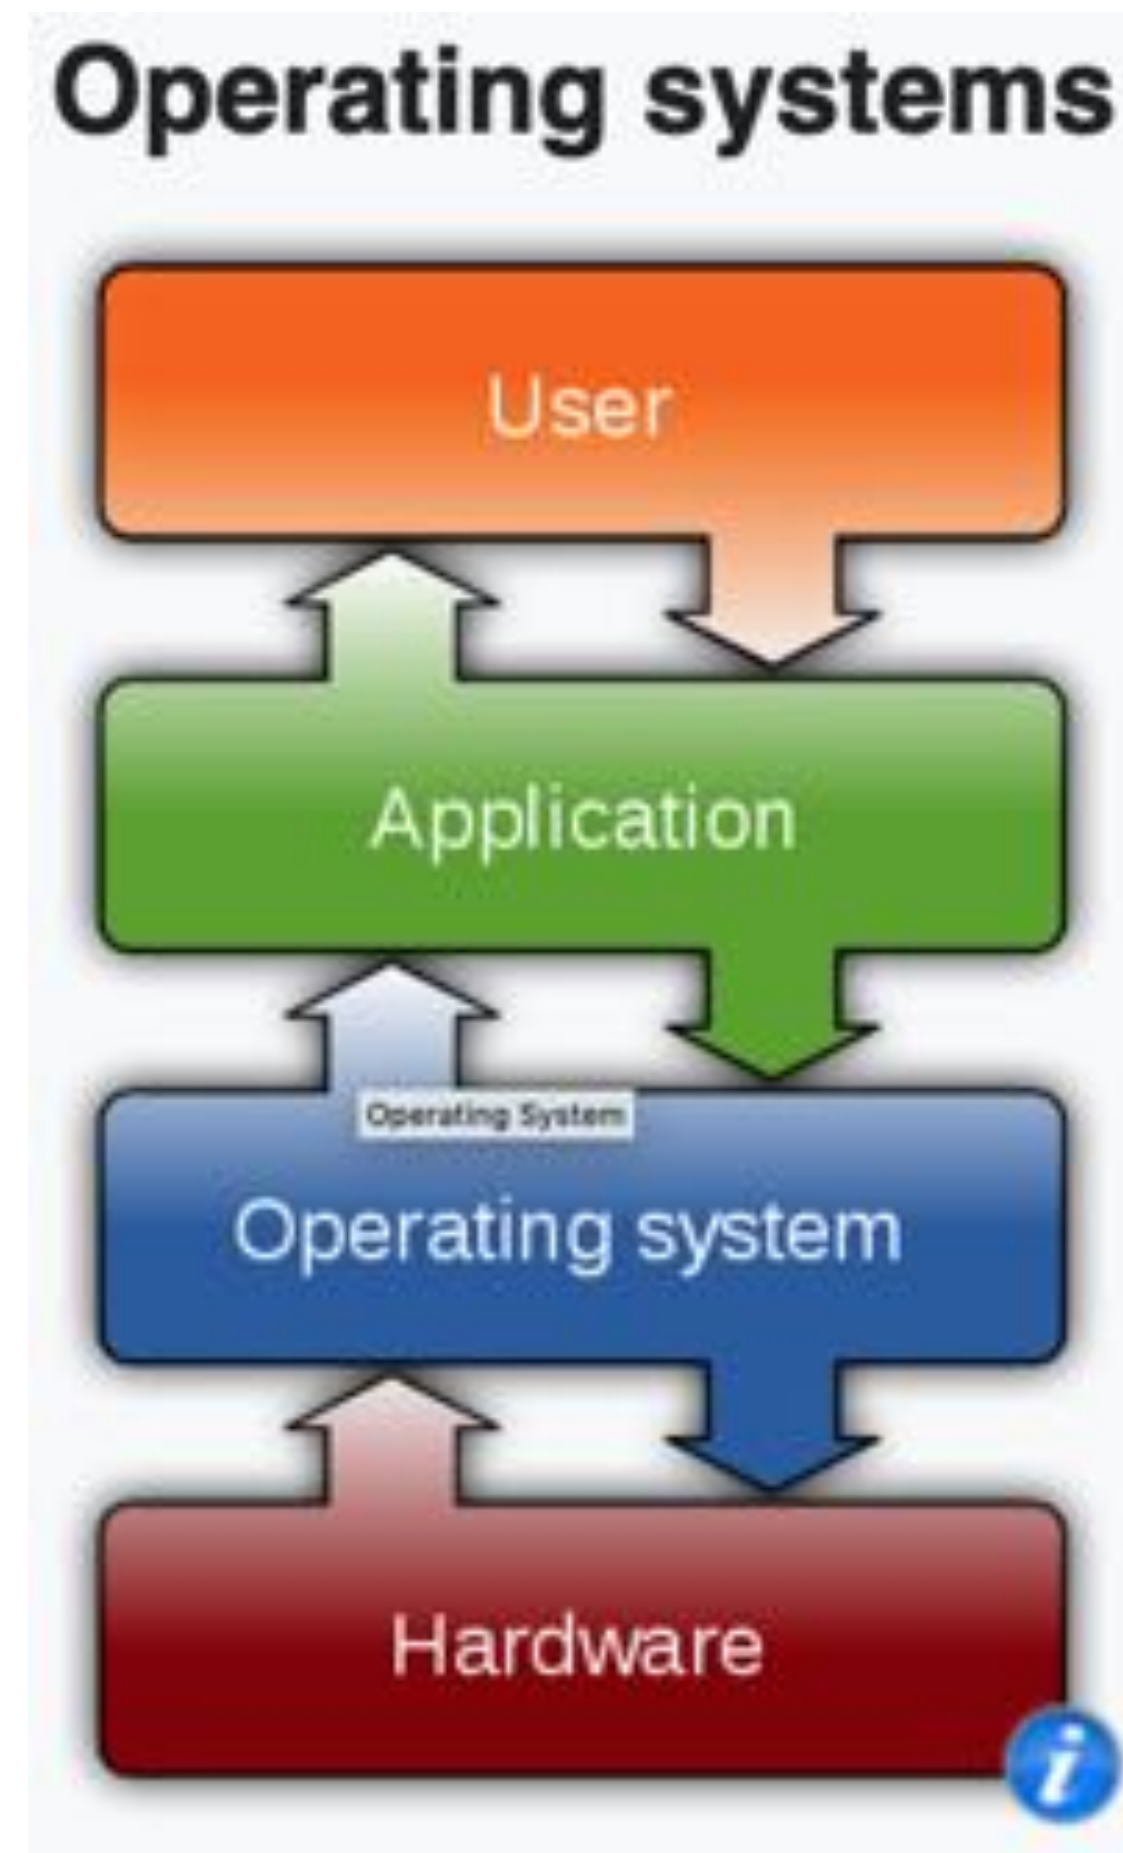 Operating systems
User
Application
Operating System
Operating system
Hardware
i